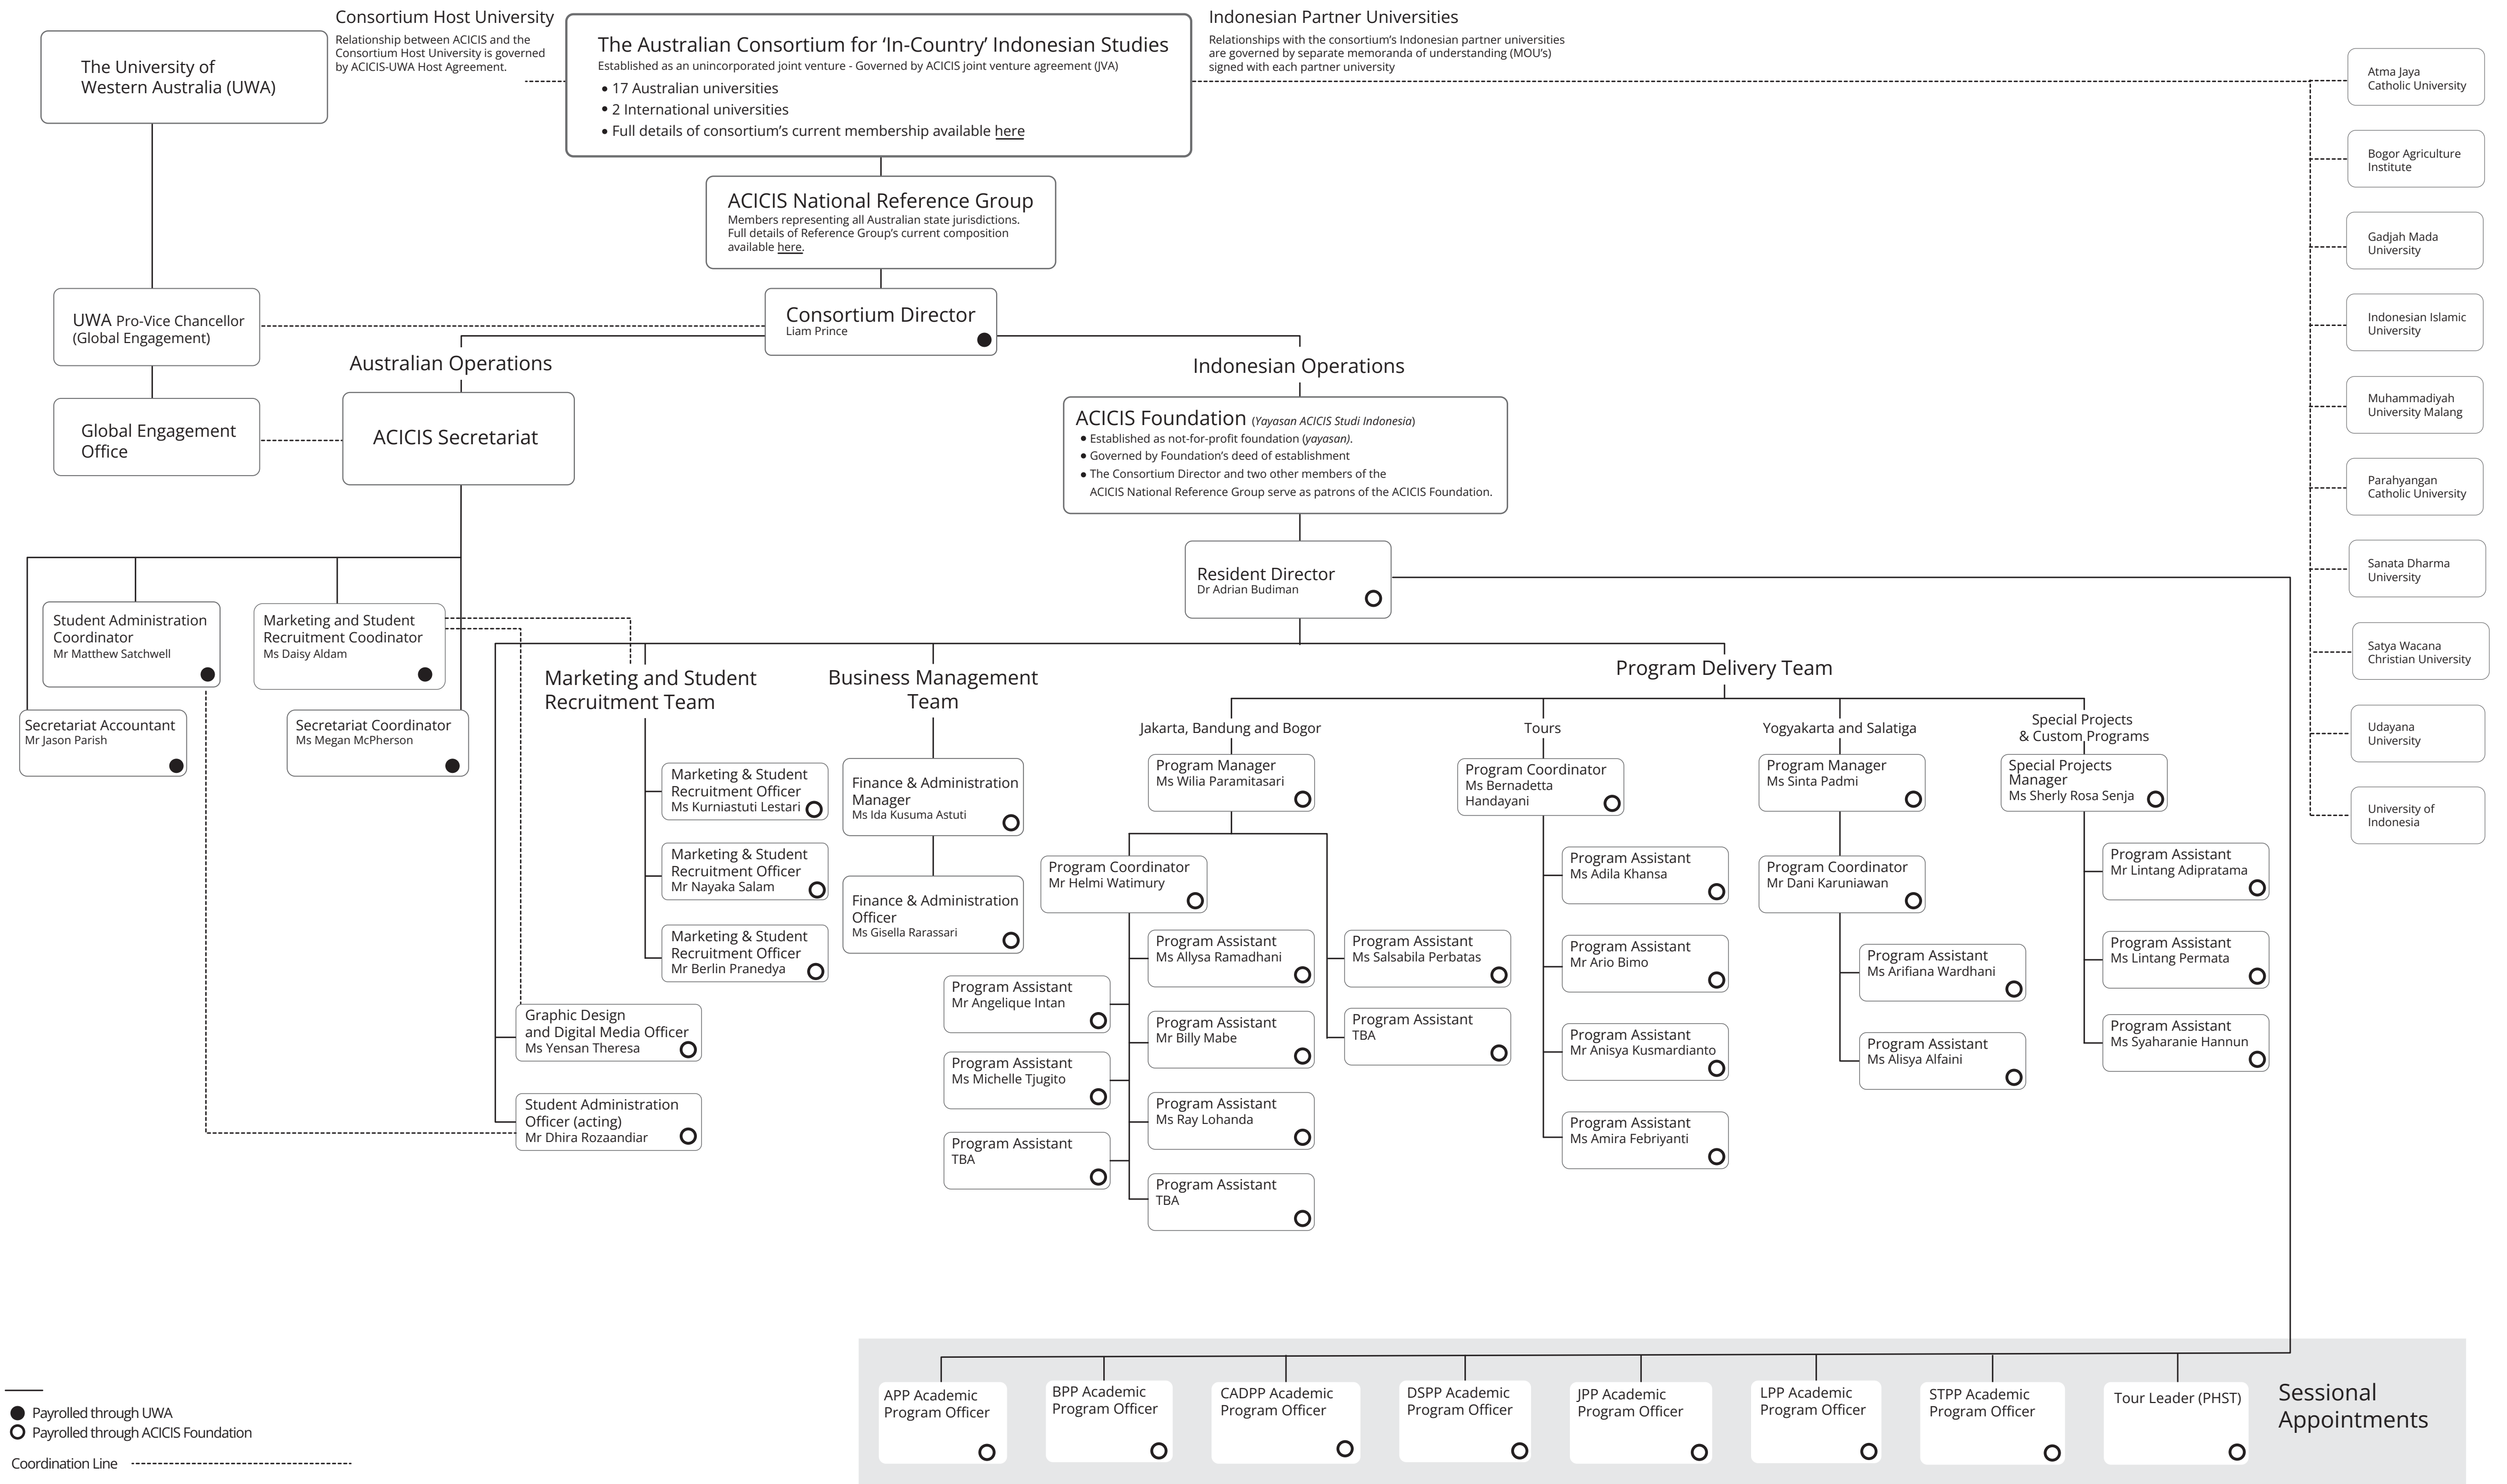 Consortium Host University
Relationship between ACICIS and the
Consortium Host University is governed
by ACICIS-UWA Host Agreement.
The University of
Western Australia (UWA)
The Australian Consortium for ‘In-Country’ Indonesian Studies
Established as an unincorporated joint venture - Governed by ACICIS joint venture agreement (JVA)
• 17 Australian universities
• 2 International universities
• Full details of consortium’s current membership available here
Indonesian Partner Universities
Relationships with the consortium’s Indonesian partner universities
are governed by separate memoranda of understanding (MOU’s)
signed with each partner university
Atma Jaya
Catholic University
Bogor Agriculture
Institute
Gadjah Mada
University
Indonesian Islamic
University
Muhammadiyah
University Malang
Parahyangan
Catholic University
Sanata Dharma
University
Satya Wacana
Christian University
Udayana
University
University of
Indonesia
ACICIS National Reference Group
Members representing all Australian state jurisdictions.
Full details of Reference Group’s current composition
available here.
UWA Pro-Vice Chancellor
(Global Engagement)
Consortium Director
Liam Prince
Global Engagement
Office
Australian Operations
ACICIS Secretariat
Indonesian Operations
ACICIS Foundation (Yayasan ACICIS Studi Indonesia)
• Established as not-for-profit foundation (yayasan).
• Governed by Foundation’s deed of establishment
• The Consortium Director and two other members of the
ACICIS National Reference Group serve as patrons of the ACICIS Foundation.
Resident Director
Dr Adrian Budiman
Student Administration
Coordinator
Mr Matthew Satchwell
Marketing and Student
Recruitment Coodinator
Ms Daisy Aldam
Secretariat Accountant
Mr Jason Parish
Secretariat Coordinator
Ms Megan McPherson
Marketing and Student
Recruitment Team
Marketing & Student
Recruitment Officer
Ms Kurniastuti Lestari
Marketing & Student
Recruitment Officer
Mr Nayaka Salam
Marketing & Student
Recruitment Officer
Mr Berlin Pranedya
Graphic Design
and Digital Media Officer
Ms Yensan Theresa
Student Administration
Officer (acting)
Mr Dhira Rozaandiar
Business Management
Team
Finance & Administration
Manager
Ms Ida Kusuma Astuti
Finance & Administration
Officer
Ms Gisella Rarassari
Program Delivery Team
Jakarta, Bandung and Bogor
Program Manager
Ms Wilia Paramitasari
Program Coordinator
Mr Helmi Watimury
Program Assistant
Ms Allysa Ramadhani
Program Assistant
Mr Angelique Intan
Program Assistant
Mr Billy Mabe
Program Assistant
Ms Michelle Tjugito
Program Assistant
Ms Ray Lohanda
Program Assistant
TBA
Program Assistant
TBA
Program Assistant
Ms Salsabila Perbatas
Program Assistant
TBA
Tours
Program Coordinator
Ms Bernadetta
Handayani
Program Assistant
Ms Adila Khansa
Program Assistant
Mr Ario Bimo
Program Assistant
Mr Anisya Kusmardianto
Program Assistant
Ms Amira Febriyanti
Yogyakarta and Salatiga
Program Manager
Ms Sinta Padmi
Program Coordinator
Mr Dani Karuniawan
Program Assistant
Ms Arifiana Wardhani
Program Assistant
Ms Alisya Alfaini
Special Projects
& Custom Programs
Special Projects
Manager
Ms Sherly Rosa Senja
Program Assistant
Mr Lintang Adipratama
Program Assistant
Ms Lintang Permata
Program Assistant
Ms Syaharanie Hannun
APP Academic
Program Officer
BPP Academic
Program Officer
CADPP Academic
Program Officer
DSPP Academic
Program Officer
JPP Academic
Program Officer
LPP Academic
Program Officer
STPP Academic
Program Officer
Tour Leader (PHST)
Sessional
Appointments
Payrolled through UWA
Payrolled through ACICIS Foundation
Coordination Line